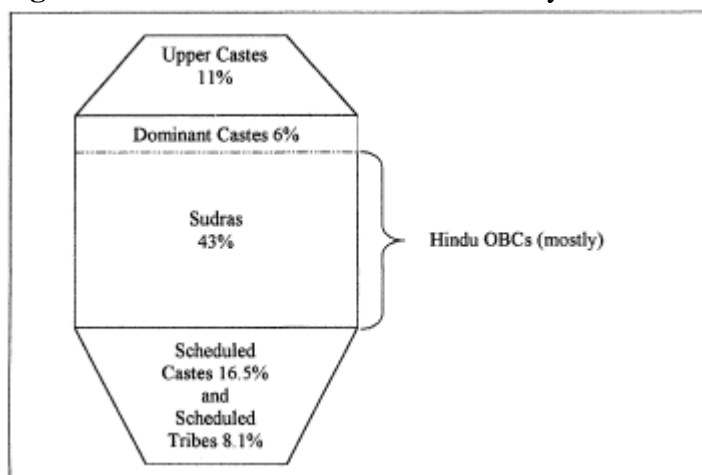 Upper Castes
11%
Dominant Castes 6%
Sudras
43%
Hindu OBCs (mostly)
Scheduled
Castes 16.5%
and
Scheduled
Tribes 8.1%